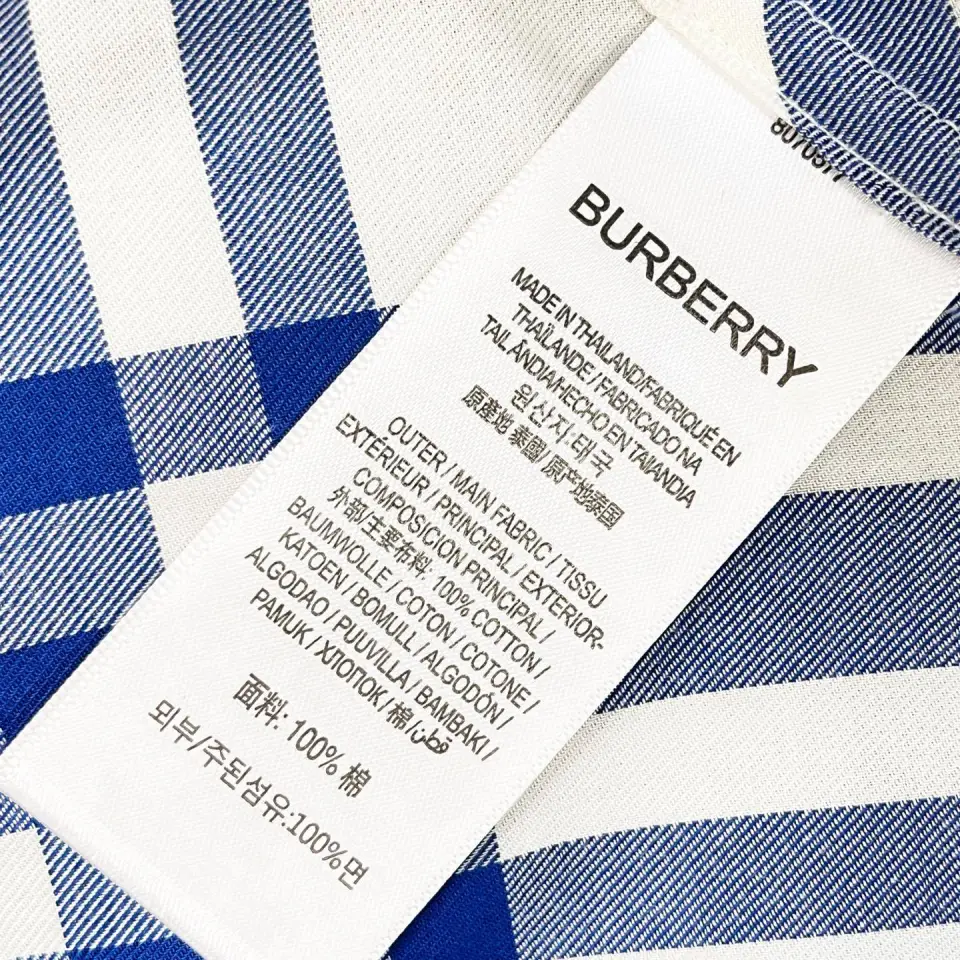 BURBERRY
MADE IN THAILAND/FABRIQUÉ EN
THAÏLANDE / FABRICADO NA
TAILÂNDIA/HECHO EN TAIANDIA
원산지:태국
原產地 泰國/ 原产地泰国
OUTER / MAIN FABRIC / TISSU
EXTÉRIEUR / PRINCIPAL / EXTERIOR-
COMPOSICION PRINCIPAL /
外部/主要布料: 100% COTTON /
BAUMWOLLE / COTON / COTONE /
KATOEN / BOMULL / ALGODÓN /
ALGODAO / PUUVILLA / BAMBAKI /
PAMUK / ХЛОПОК / 棉 /قطن
面料: 100% 棉
외부/주된섬유:100%면